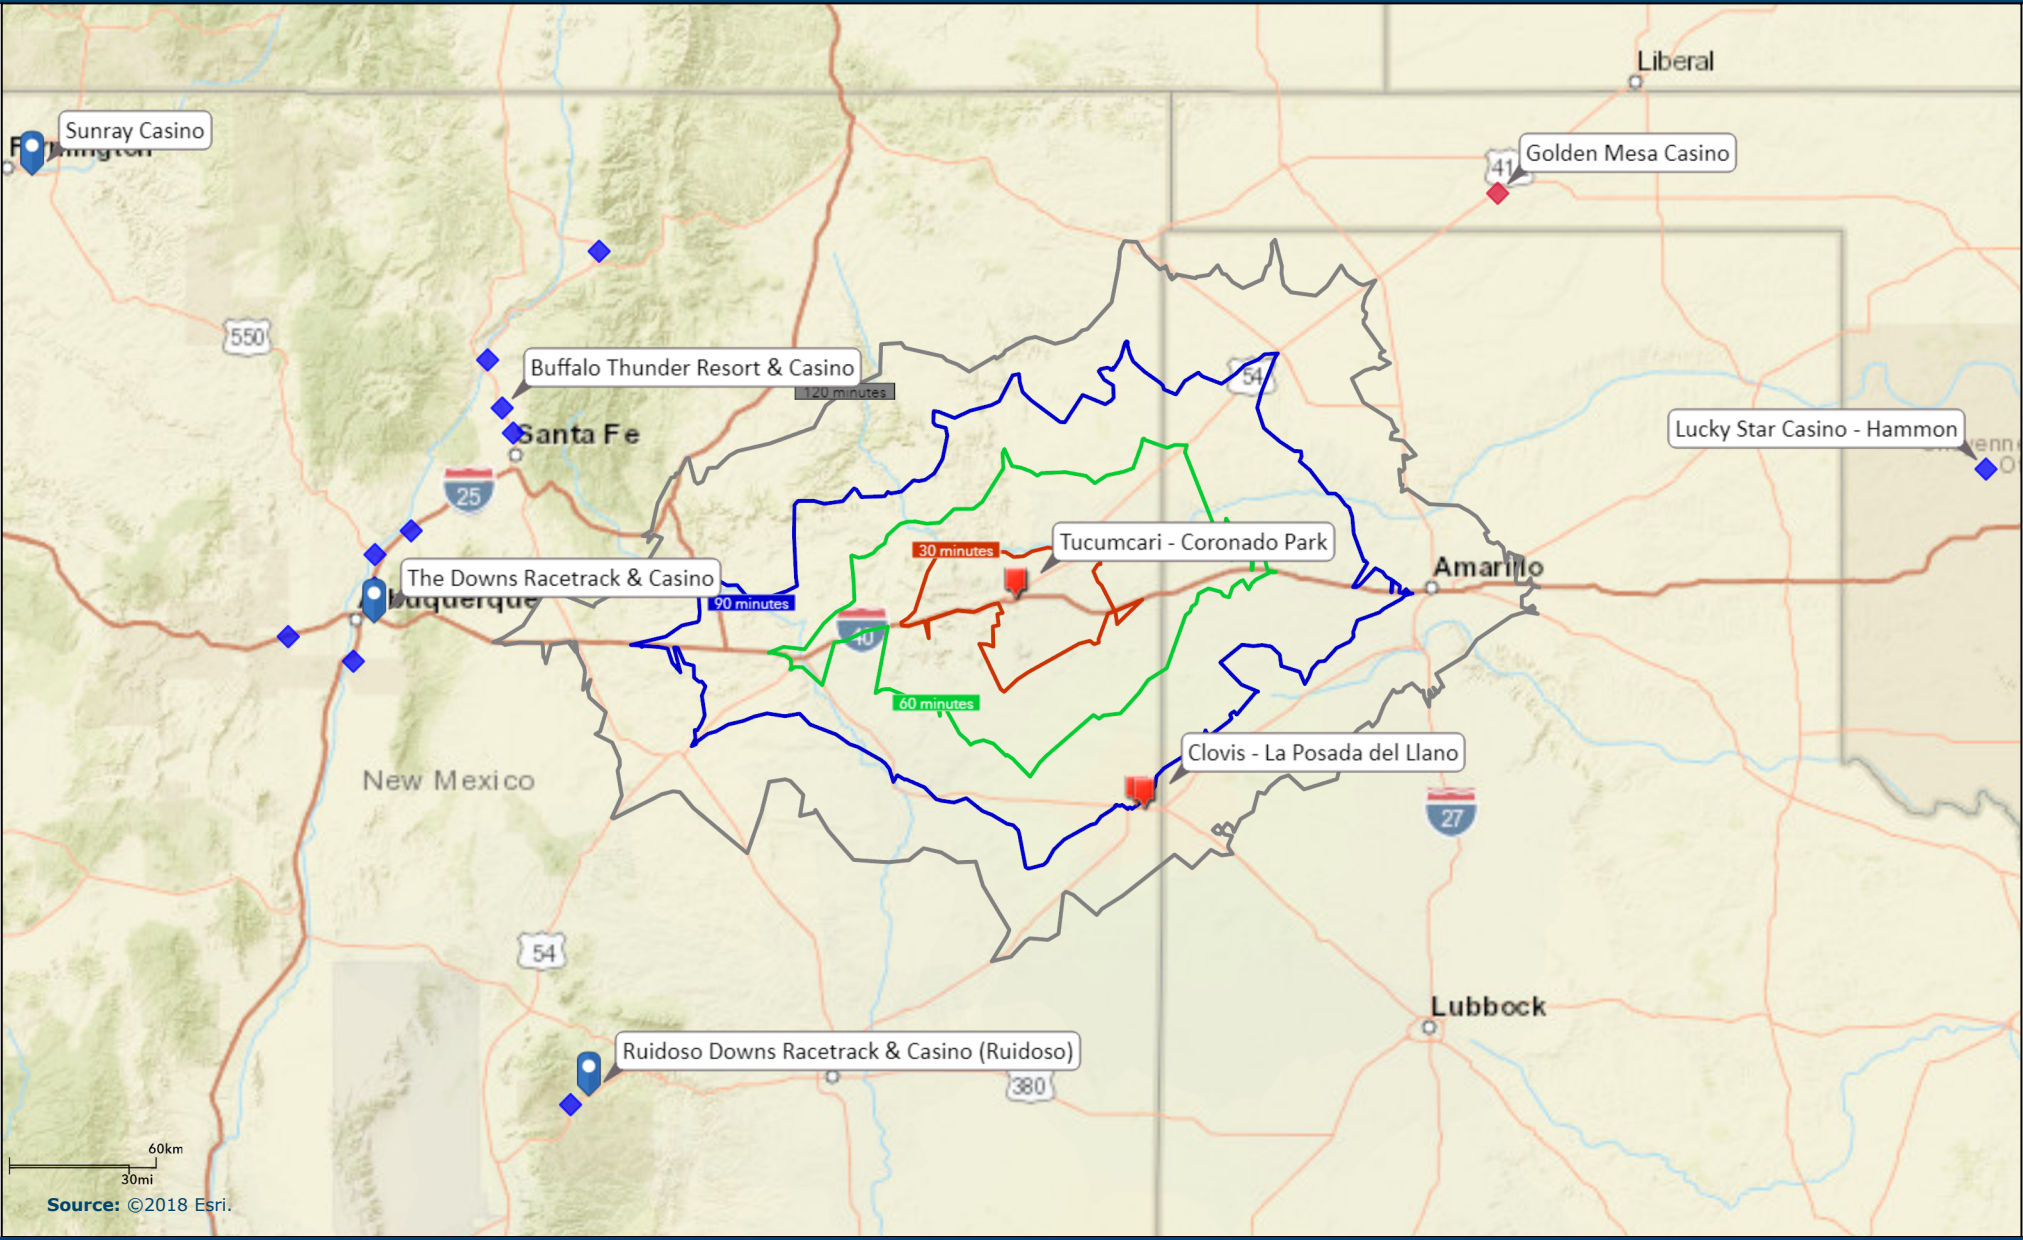 Liberal
Sunray Casino
Farmington
Golden Mesa Casino
41
550
Buffalo Thunder Resort & Casino
54
120 minutes
Lucky Star Casino - Hammon
Santa Fe
25
Tucumcari - Coronado Park
30 minutes
Amarillo
The Downs Racetrack & Casino
Albuquerque
90 minutes
40
60 minutes
Clovis - La Posada del Llano
New Mexico
27
54
Lubbock
Ruidoso Downs Racetrack & Casino (Ruidoso)
380
60km
30mi
Source: ©2018 Esri.